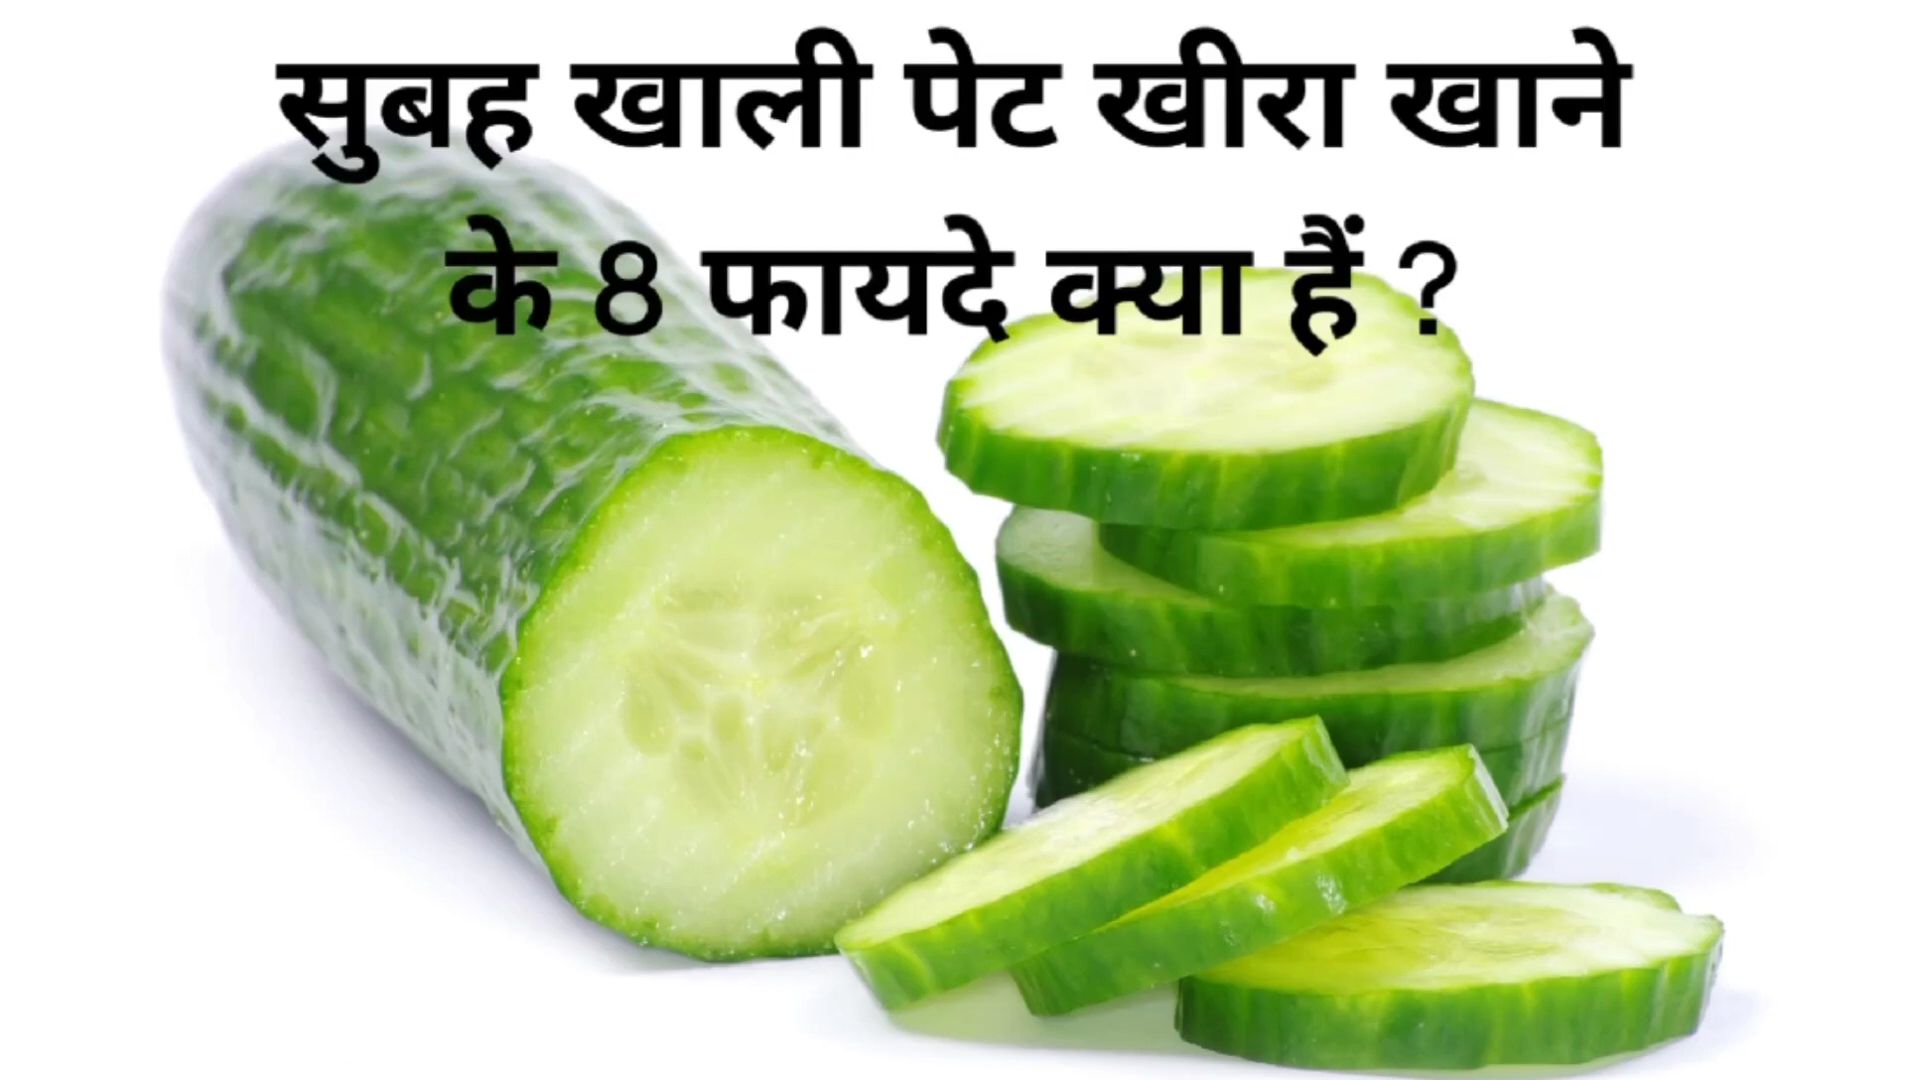 सुबह खाली पेट खीरा खाने
के 8 फायदे क्या हैं ?